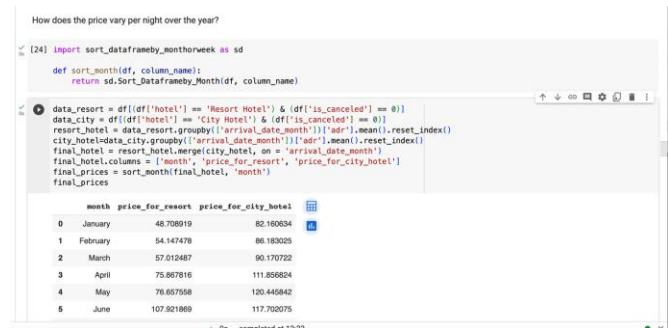 How does the price vary per night over the year?
[24] import sort_dataframeby_monthorweek as sd
def sort_month(df, column_name):
return sd.Sort_Dataframeby_Month(df, column_name)
data_resort = df[(df['hotel'] == 'Resort Hotel') & (df['is_canceled'] == 0)]
data_city = df[(df['hotel'] == 'City Hotel') & (df['is_canceled'] == 0)]
resort_hotel = data_resort.groupby(['arrival_date_month'])['adr'].mean().reset_index()
city_hotel=data_city.groupby(['arrival_date_month'])['adr'].mean().reset_index()
final_hotel = resort_hotel.merge(city_hotel, on = 'arrival_date_month')
final_hotel.columns = ['month', 'price_for_resort', 'price_for_city_hotel']
final_prices = sort_month(final_hotel, 'month')
final_prices
month price_for_resort price_for_city_hotel
0 January 48.708919 82.160634
1 February 54.147478 86.183025
2 March 57.012487 90.170722
3 April 75.867816 111.856824
4 May 76.657558 120.445842
5 June 107.921869 117.702075